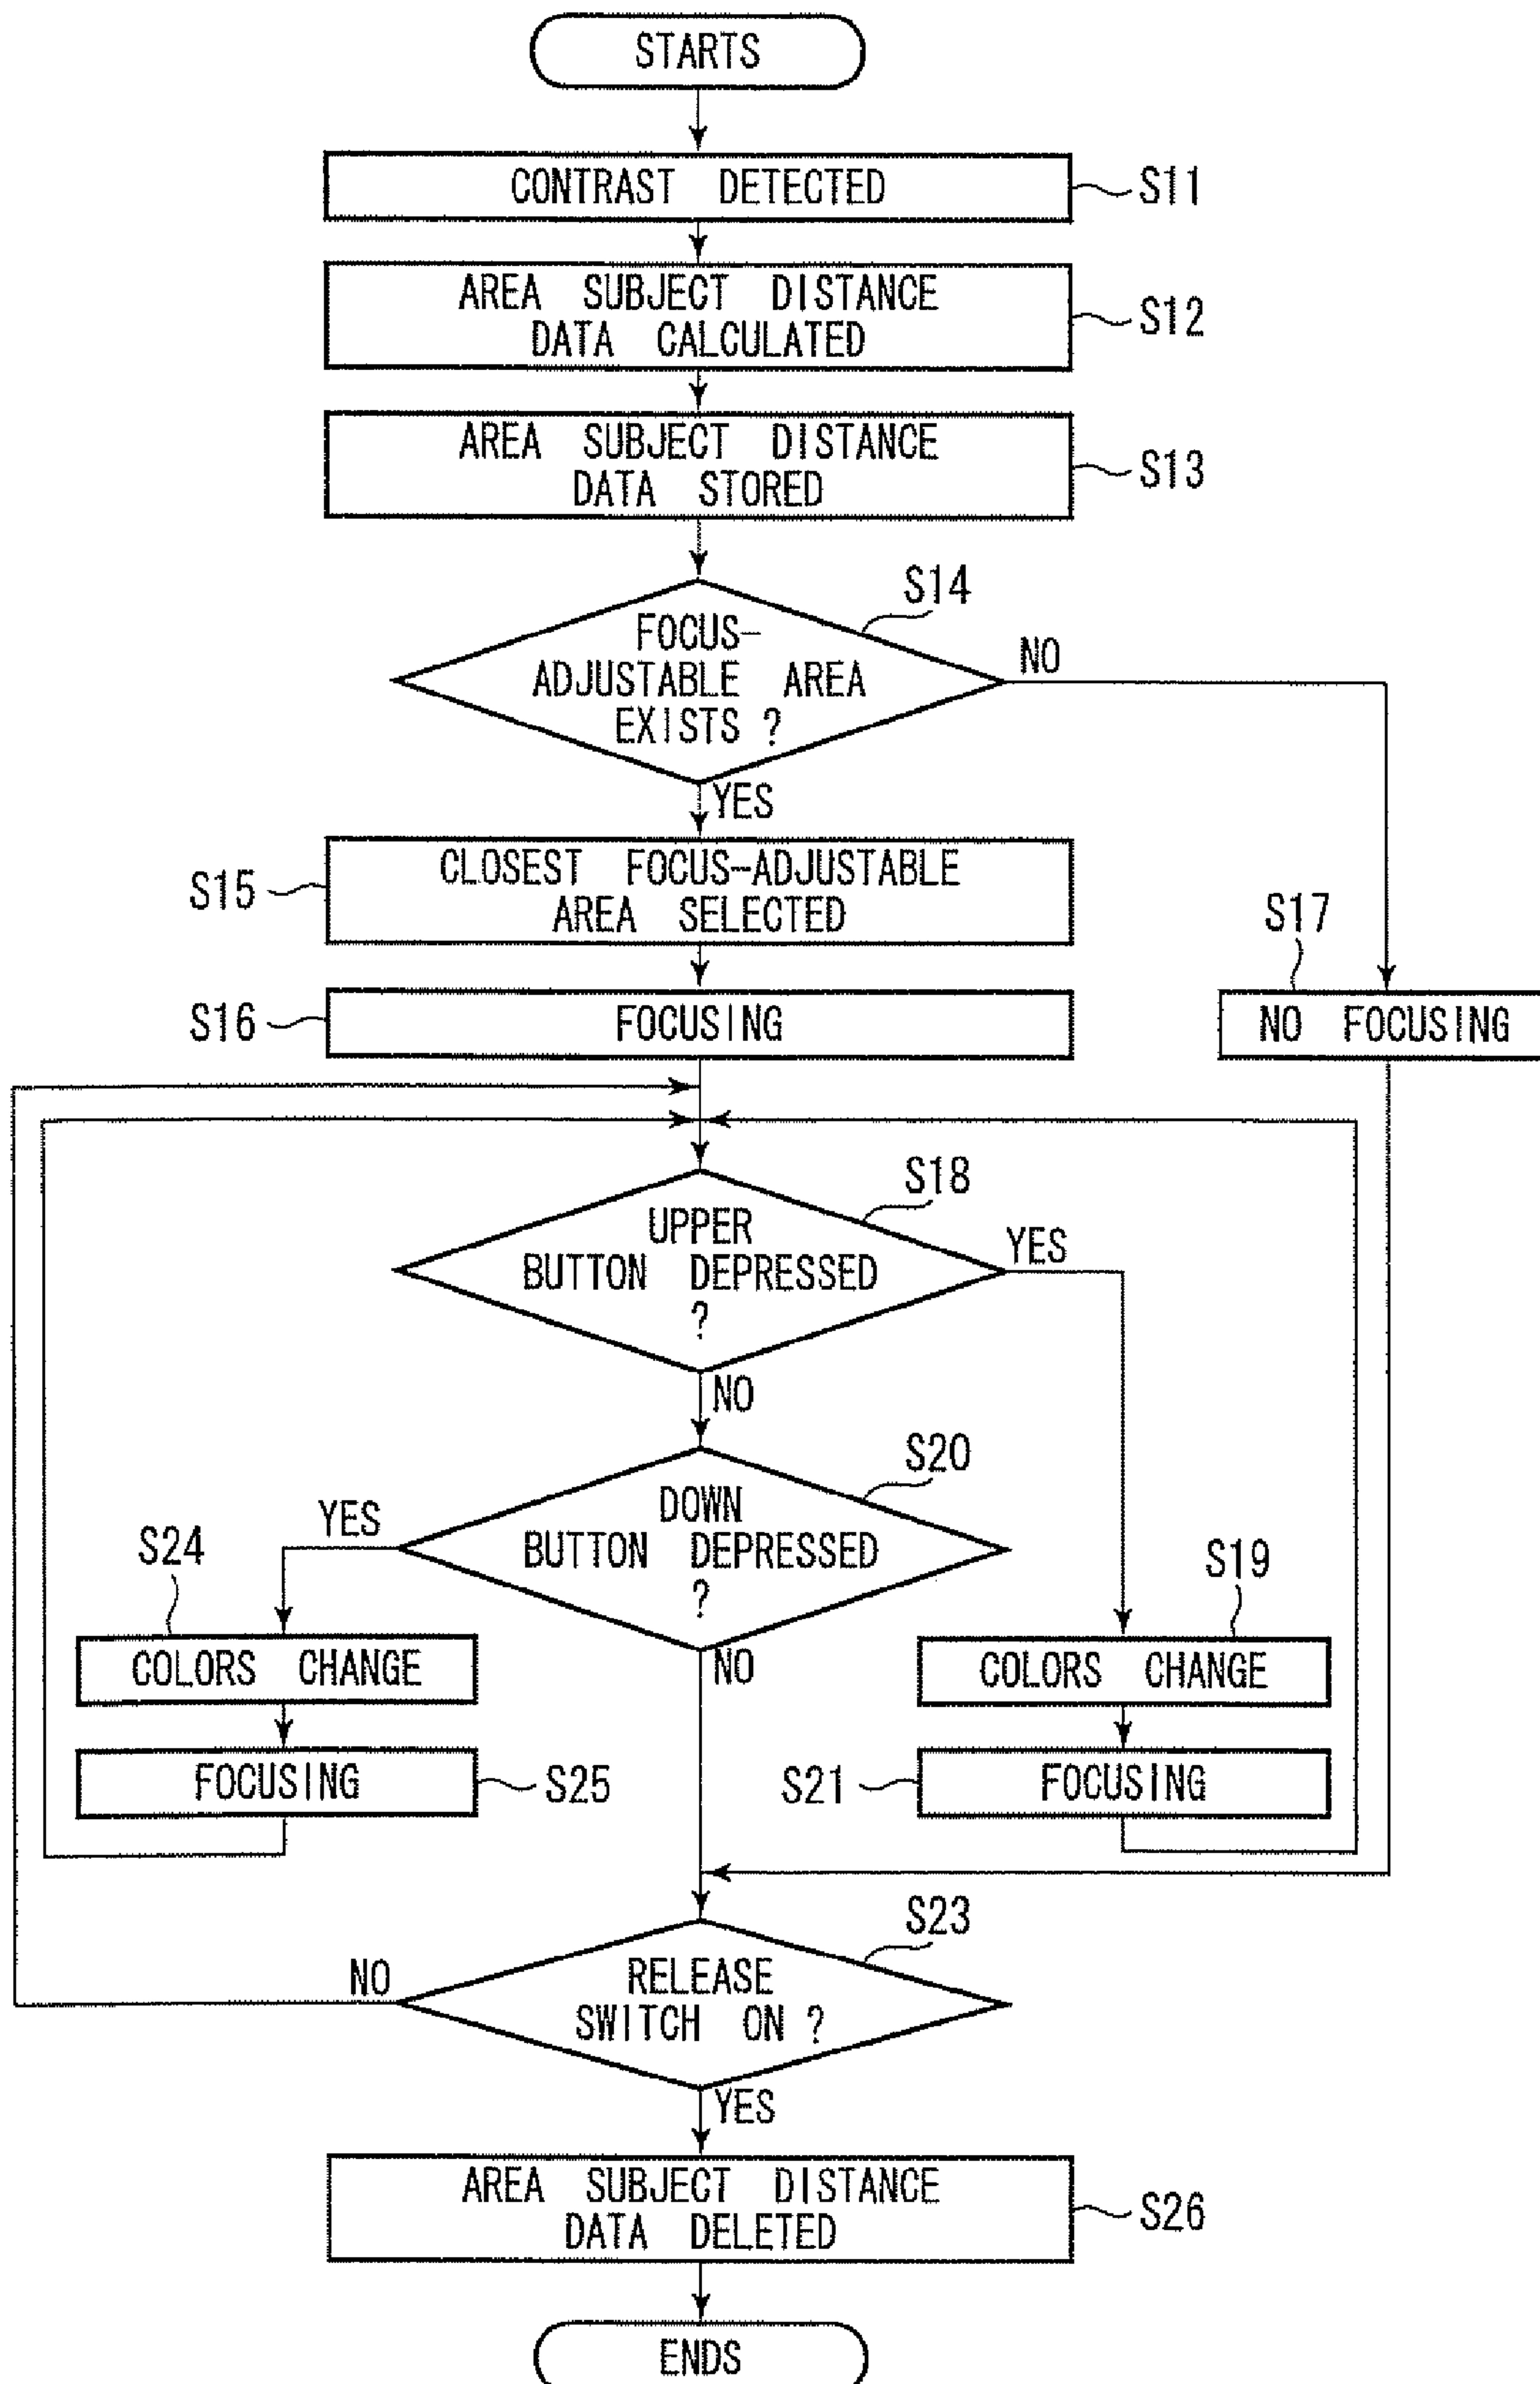 STARTS
CONTRAST DETECTED
S11
AREA SUBJECT DISTANCE
DATA CALCULATED
S12
AREA SUBJECT DISTANCE
DATA STORED
S13
S14
FOCUS-
ADJUSTABLE AREA
EXISTS ?
NO
YES
S15
CLOSEST FOCUS-ADJUSTABLE
AREA SELECTED
S17
S16
FOCUSING
NO FOCUSING
S18
UPPER
BUTTON DEPRESSED
?
YES
NO
S20
DOWN
BUTTON DEPRESSED
?
YES
NO
S24
COLORS CHANGE
S19
COLORS CHANGE
FOCUSING
S25
S21
FOCUSING
S23
RELEASE
SWITCH ON ?
NO
YES
AREA SUBJECT DISTANCE
DATA DELETED
S26
ENDS